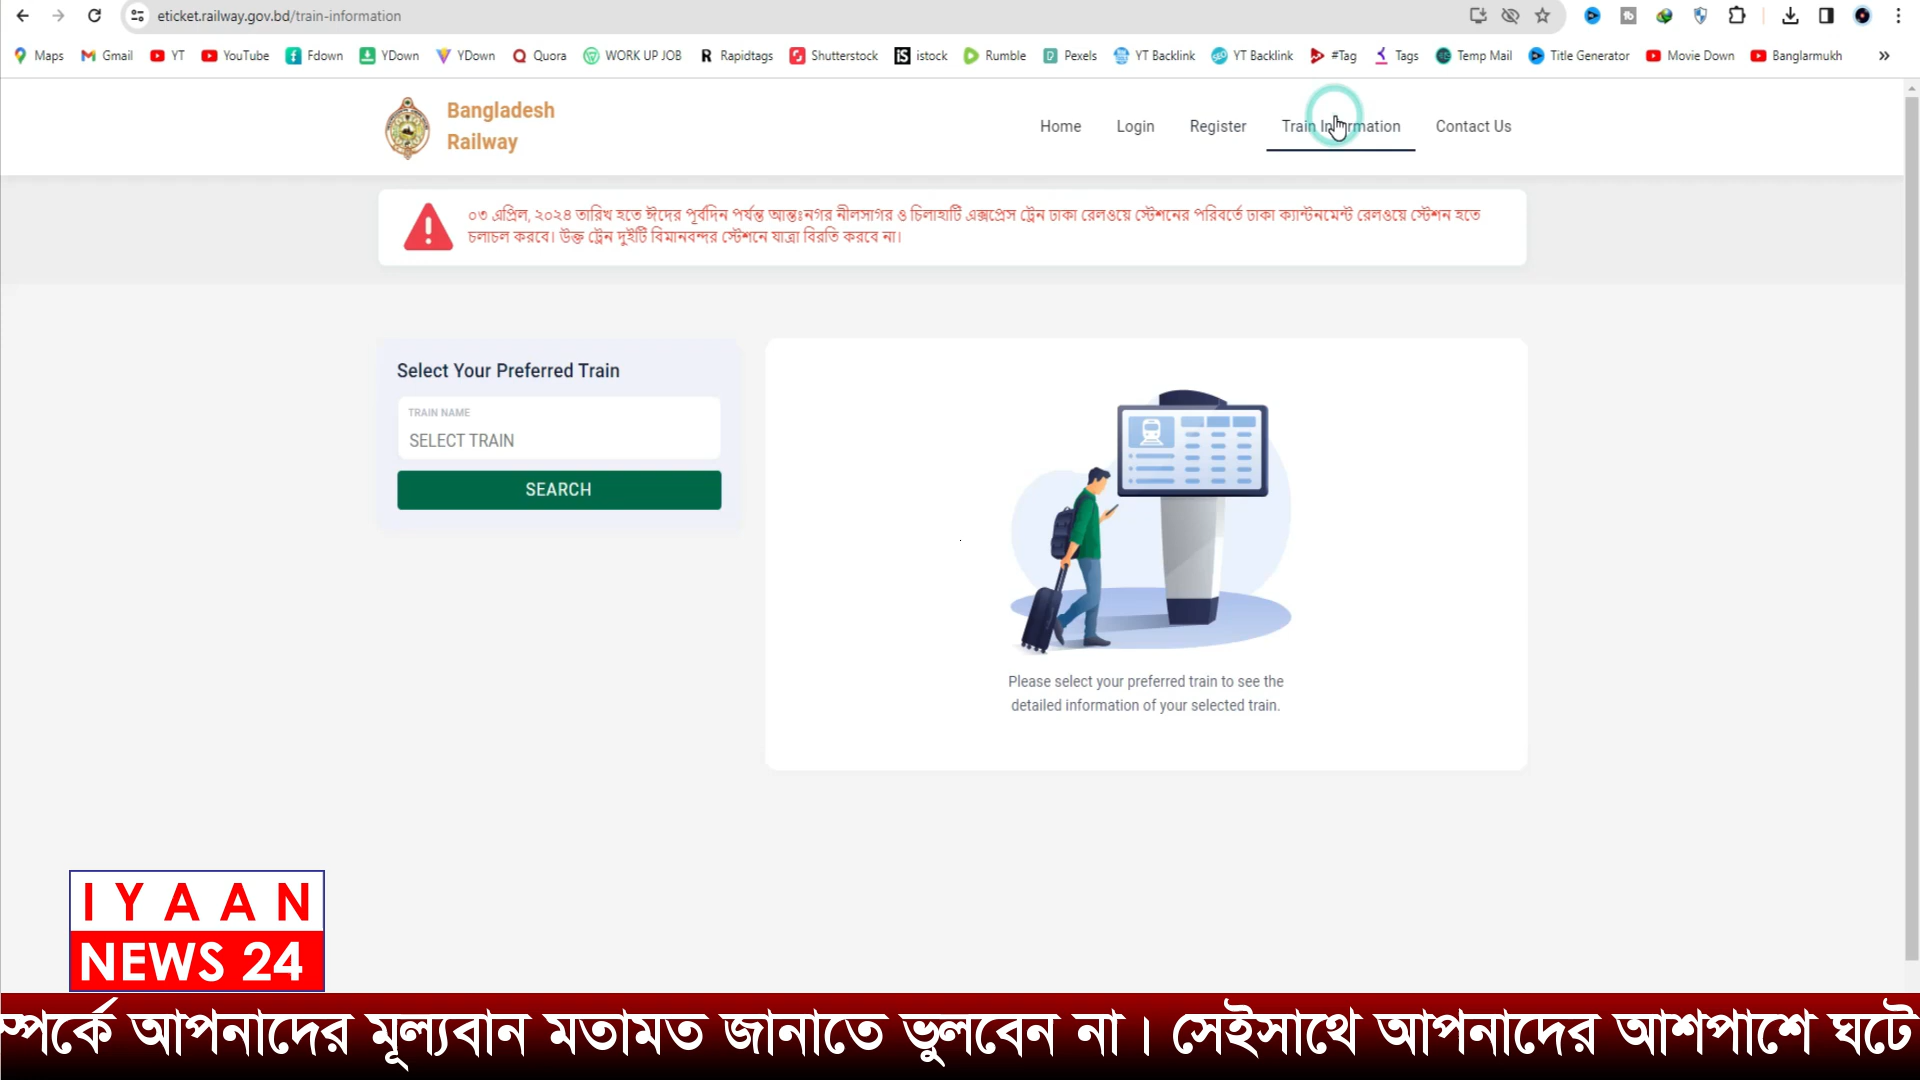 eticket.railway.gov.bd/train-information
Maps Gmail YT YouTube Fdown YDown YDown Quora WORK UP JOB Rapidtags Shutterstock istock Rumble Pexels YT Backlink YT Backlink #Tag Tags Temp Mail Title Generator Movie Down Banglarmukh »
Bangladesh
Railway
Home Login Register Train Information Contact Us
০৩ এপ্রিল, ২০২৪ তারিখ হতে ঈদের পূর্বদিন পর্যন্ত আন্তঃনগর নীলসাগর ও চিলাহাটি এক্সপ্রেস ট্রেন ঢাকা রেলওয়ে স্টেশনের পরিবর্তে ঢাকা ক্যান্টনমেন্ট রেলওয়ে স্টেশন হতে
চলাচল করবে। উক্ত ট্রেন দুইটি বিমানবন্দর স্টেশনে যাত্রা বিরতি করবে না।
Select Your Preferred Train
TRAIN NAME
SELECT TRAIN
SEARCH
Please select your preferred train to see the
detailed information of your selected train.
IYAAN
NEWS 24
স্পর্কে আপনাদের মূল্যবান মতামত জানাতে ভুলবেন না। সেইসাথে আপনাদের আশপাশে ঘটে